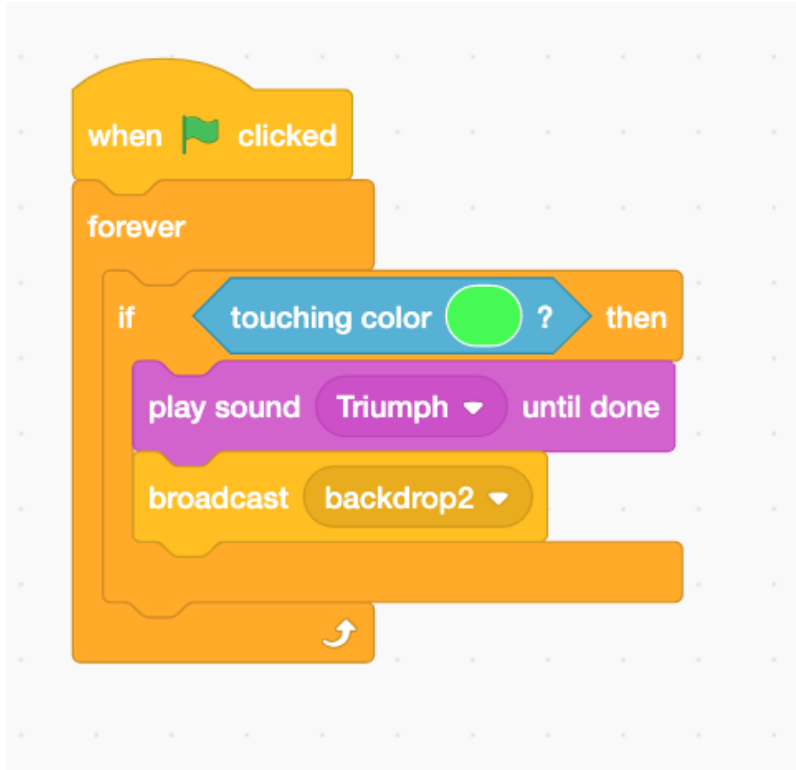 when clicked
forever
if touching color ? then
play sound Triumph until done
broadcast backdrop2